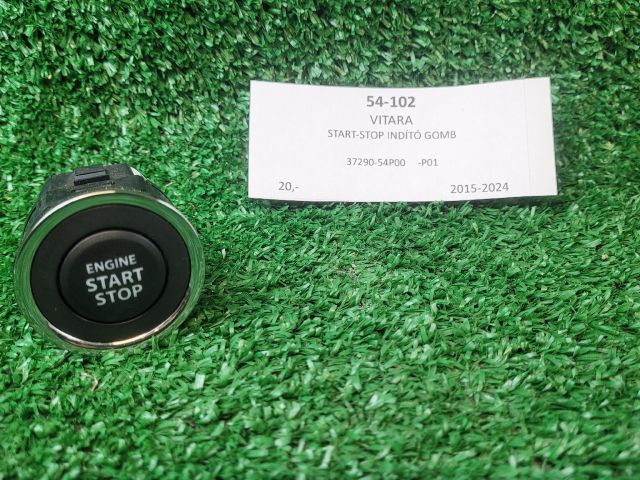 54-102
VITARA
START-STOP INDÍTÓ GOMB
37290-54P00 -P01
20,- 2015-2024
ENGINE
START
STOP